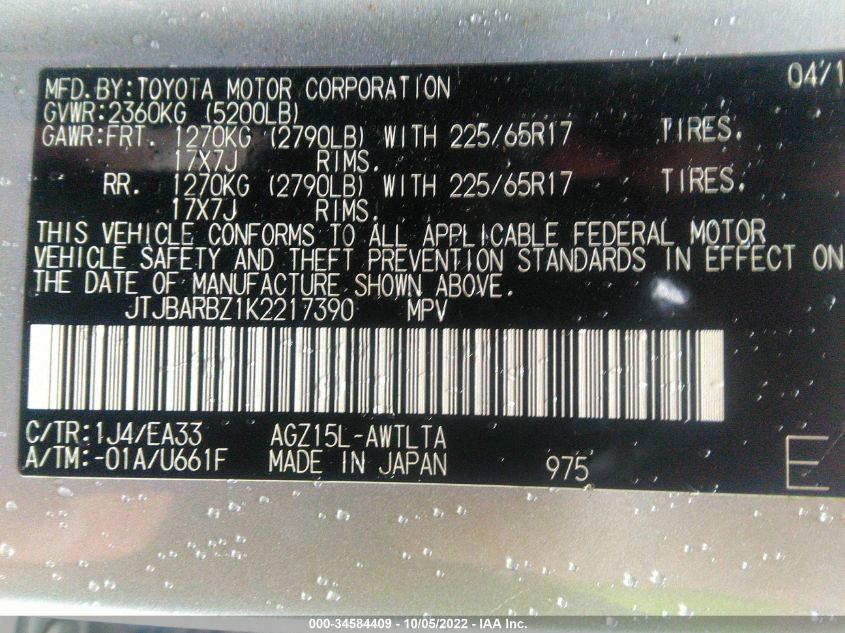 04/1
MFD.BY:TOYOTA MOTOR CORPORATION
GVWR:2360KG (5200LB)
GAWR:FRT. 1270KG (2790LB) WITH 225/65R17 TIRES.
17X7J RIMS.
RR. 1270KG (2790LB) WITH 225/65R17 TIRES.
17X7J RIMS.
THIS VEHICLE CONFORMS TO ALL APPLICABLE FEDERAL MOTOR
VEHICLE SAFETY AND THEFT PREVENTION STANDARDS IN EFFECT ON
THE DATE OF MANUFACTURE SHOWN ABOVE.
JTJBARBZ1K2217390 MPV
C/TR:1J4/EA33 AGZ15L-AWTLTA
A/TM:-01A/U661F MADE IN JAPAN 975 E
000-34584409 - 10/05/2022 - IAA Inc.